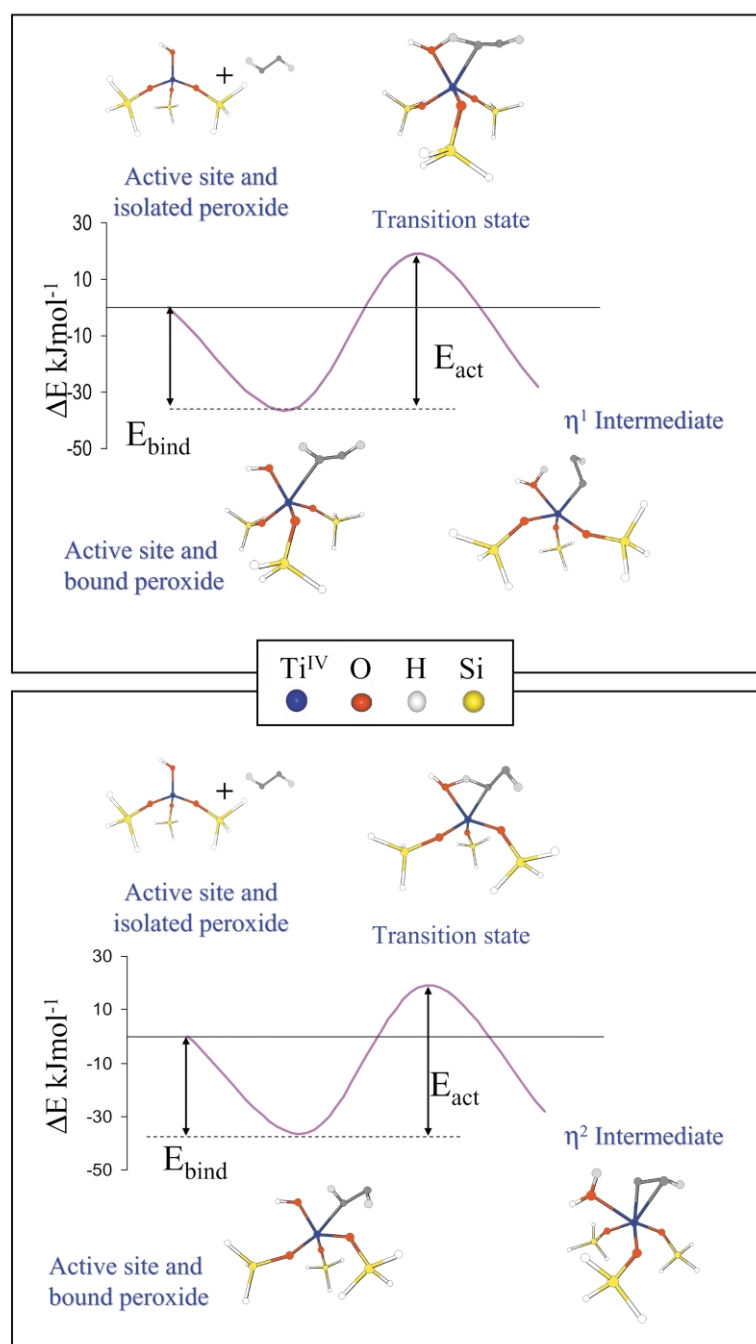 +
Active site and
isolated peroxide
Transition state
30
10
-10
-30
-50
ΔE kJmol⁻¹
E_bind
E_act
η¹ Intermediate
Active site and
bound peroxide
Ti^IV O H Si
+
Active site and
isolated peroxide
Transition state
30
10
-10
-30
-50
ΔE kJmol⁻¹
E_bind
E_act
η² Intermediate
Active site and
bound peroxide